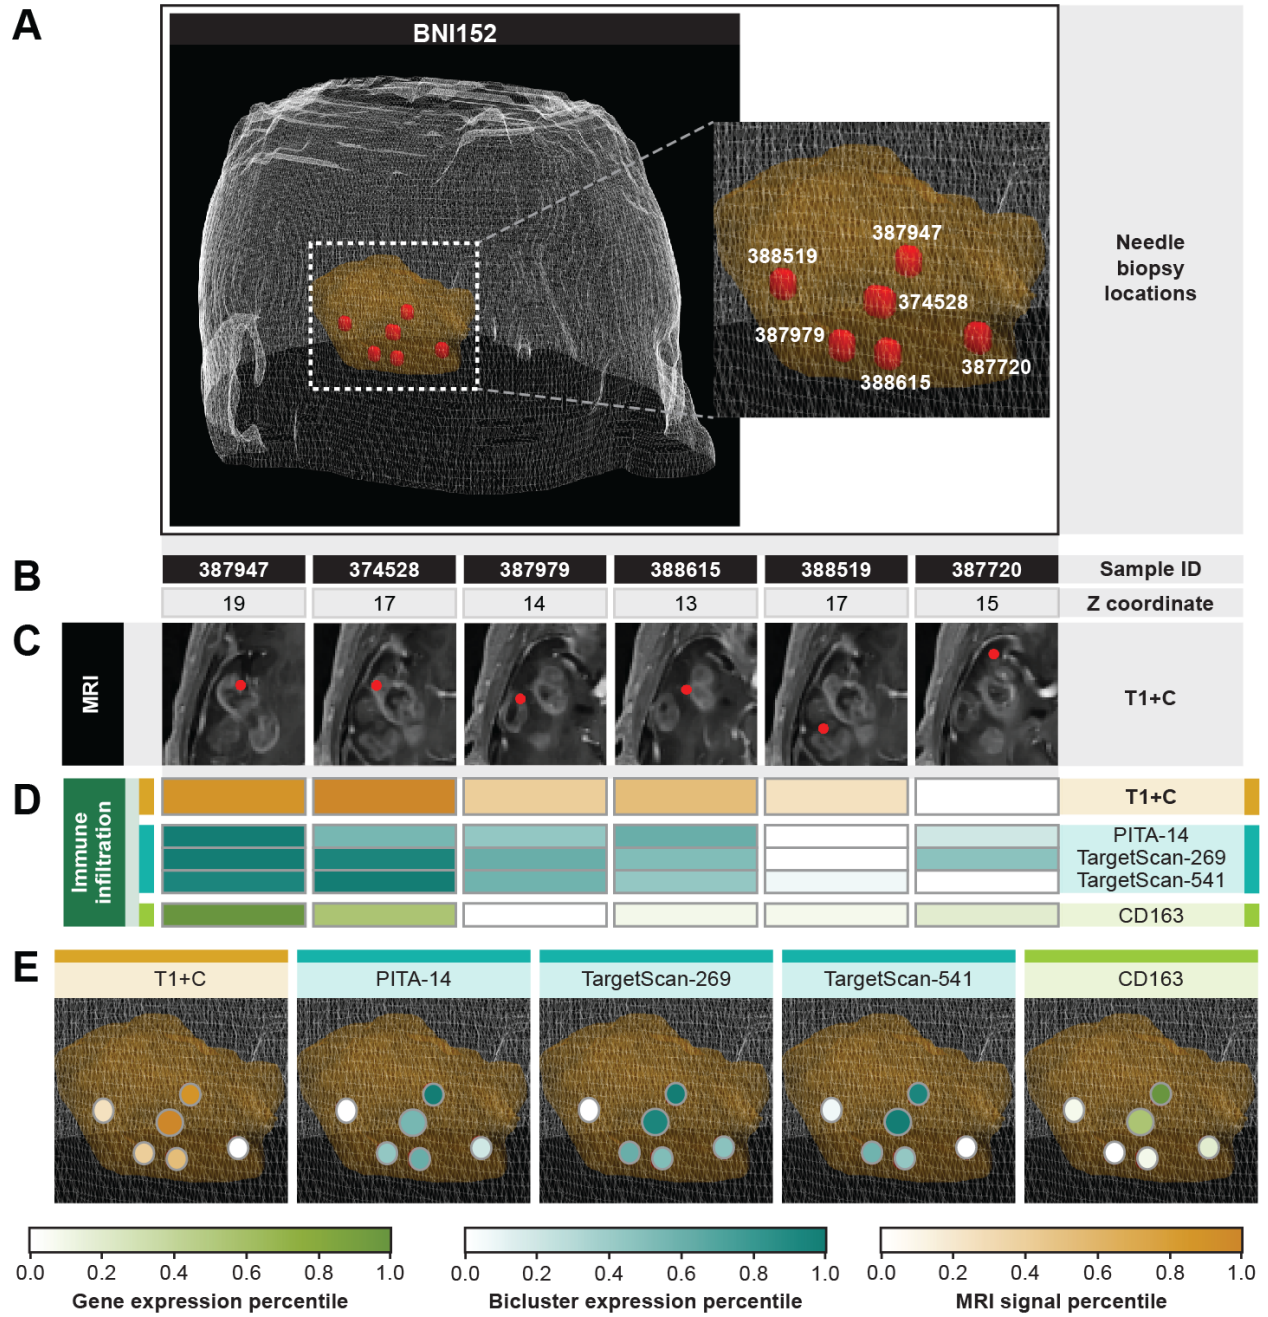 A
BNI152
387947
388519
374528
387979
388615
387720
Needle
biopsy
locations
B
387947 374528 387979 388615 388519 387720 Sample ID
19 17 14 13 17 15 Z coordinate
C
MRI
T1+C
D
Immune
infiltration
T1+C
PITA-14
TargetScan-269
TargetScan-541
CD163
E
T1+C PITA-14 TargetScan-269 TargetScan-541 CD163
0.0 0.2 0.4 0.6 0.8 1.0 0.0 0.2 0.4 0.6 0.8 1.0 0.0 0.2 0.4 0.6 0.8 1.0
Gene expression percentile Bicluster expression percentile MRI signal percentile